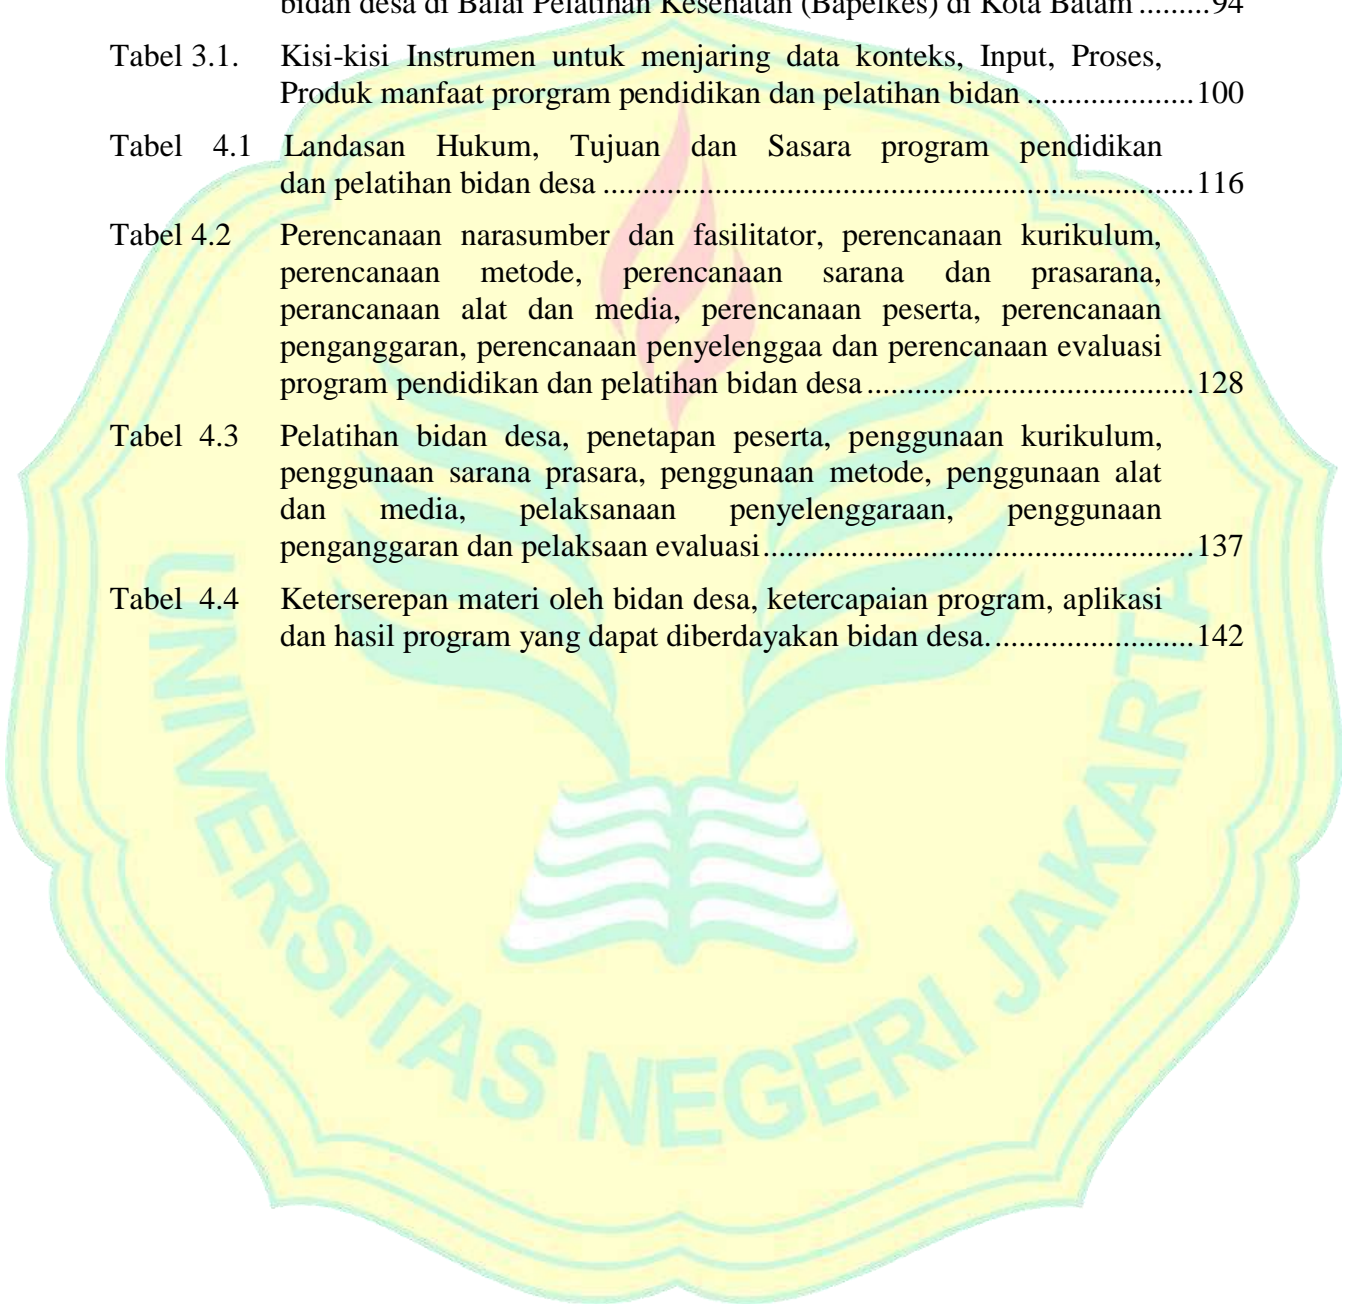 bidan desa di Balai Pelatihan Kesehatan (Bapelkes) di Kota Batam .........94
Tabel 3.1. Kisi-kisi Instrumen untuk menjaring data konteks, Input, Proses,
Produk manfaat prorgram pendidikan dan pelatihan bidan .....................100
Tabel 4.1 Landasan Hukum, Tujuan dan Sasara program pendidikan
dan pelatihan bidan desa ...........................................................................116
Tabel 4.2 Perencanaan narasumber dan fasilitator, perencanaan kurikulum,
perencanaan metode, perencanaan sarana dan prasarana,
perancanaan alat dan media, perencanaan peserta, perencanaan
penganggaran, perencanaan penyelenggaa dan perencanaan evaluasi
program pendidikan dan pelatihan bidan desa ..........................................128
Tabel 4.3 Pelatihan bidan desa, penetapan peserta, penggunaan kurikulum,
penggunaan sarana prasara, penggunaan metode, penggunaan alat
dan media, pelaksanaan penyelenggaraan, penggunaan
penganggaran dan pelaksaan evaluasi.......................................................137
Tabel 4.4 Keterserepan materi oleh bidan desa, ketercapaian program, aplikasi
dan hasil program yang dapat diberdayakan bidan desa. .........................142
UNIVERSITAS NEGERI JAKARTA